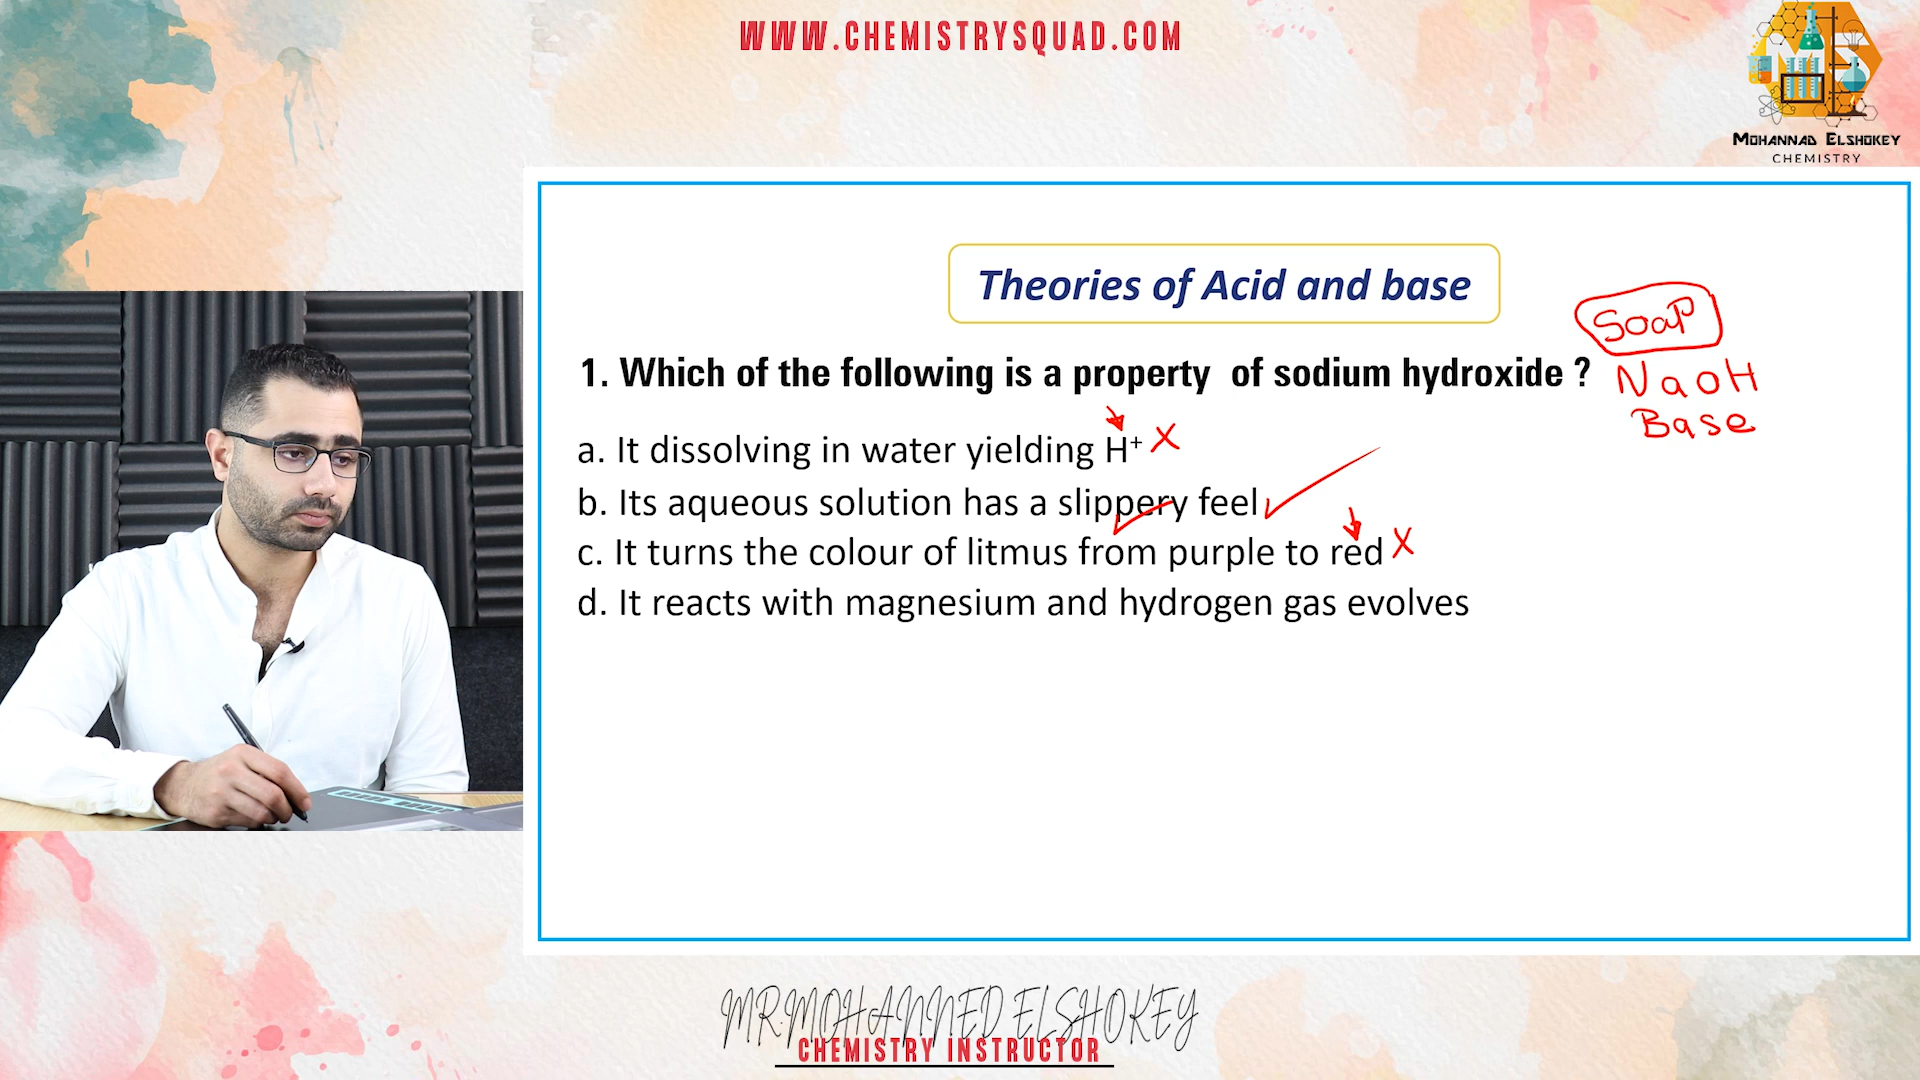 WWW.CHEMISTRYSQUAD.COM
MS
MOHANNAD ELSHOKEY
CHEMISTRY
Theories of Acid and base
Soap
1. Which of the following is a property of sodium hydroxide ?
NaOH
Base
a. It dissolving in water yielding H⁺ X
b. Its aqueous solution has a slippery feel
c. It turns the colour of litmus from purple to red X
d. It reacts with magnesium and hydrogen gas evolves
MR.MOHANNED ELSHOKEY
CHEMISTRY INSTRUCTOR